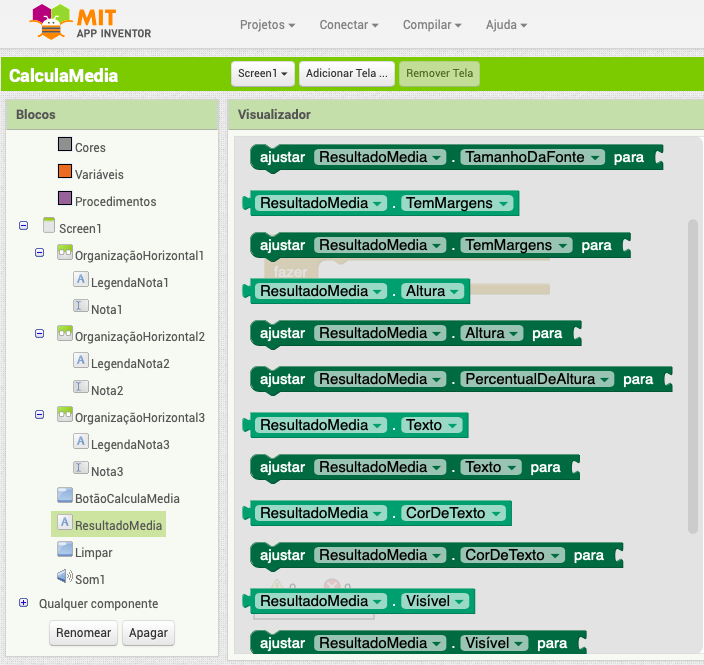 MIT
APP INVENTOR
Projetos Conectar Compilar Ajuda
CalculaMedia
Screen1 Adicionar Tela ... Remover Tela
Blocos
Cores
Variáveis
Procedimentos
Screen1
OrganizaçãoHorizontal1
LegendaNota1
Nota1
OrganizaçãoHorizontal2
LegendaNota2
Nota2
OrganizaçãoHorizontal3
LegendaNota3
Nota3
BotãoCalculaMedia
ResultadoMedia
Limpar
Som1
Qualquer componente
Renomear Apagar
Visualizador
ajustar ResultadoMedia . TamanhoDaFonte para
ResultadoMedia . TemMargens
ajustar ResultadoMedia . TemMargens para
fazer
ResultadoMedia . Altura
ajustar ResultadoMedia . Altura para
ajustar ResultadoMedia . PercentualDeAltura para
ResultadoMedia . Texto
ajustar ResultadoMedia . Texto para
ResultadoMedia . CorDeTexto
ajustar ResultadoMedia . CorDeTexto para
ResultadoMedia . Visível
ajustar ResultadoMedia . Visível para